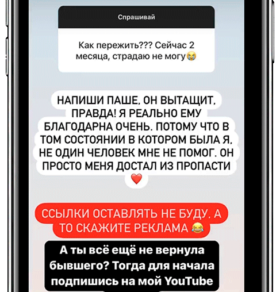 Спрашивай
Как пережить??? Сейчас 2
месяца, страдаю не могу😂
НАПИШИ ПАШЕ, ОН ВЫТАЩИТ,
ПРАВДА! Я РЕАЛЬНО ЕМУ
БЛАГОДАРНА ОЧЕНЬ. ПОТОМУ ЧТО В
ТОМ СОСТОЯНИИ В КОТОРОМ БЫЛА Я,
НЕ ОДИН ЧЕЛОВЕК МНЕ НЕ ПОМОГ. ОН
ПРОСТО МЕНЯ ДОСТАЛ ИЗ ПРОПАСТИ
❤️
ССЫЛКИ ОСТАВЛЯТЬ НЕ БУДУ, А
ТО СКАЖИТЕ РЕКЛАМА 😂
А ты всё ещё не вернула
бывшего? Тогда для начала
подпишись на мой YouTube